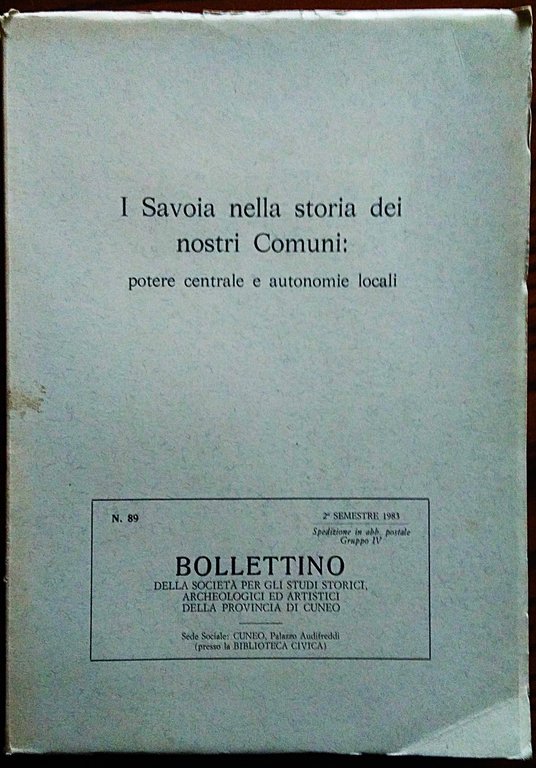 I Savoia nella storia dei
nostri Comuni:
potere centrale e autonomie locali
N. 89
2° SEMESTRE 1983
Spedizione in abb. postale
Gruppo IV
BOLLETTINO
DELLA SOCIETÀ PER GLI STUDI STORICI,
ARCHEOLOGICI ED ARTISTICI
DELLA PROVINCIA DI CUNEO
Sede Sociale: CUNEO, Palazzo Audifreddi
(presso la BIBLIOTECA CIVICA)